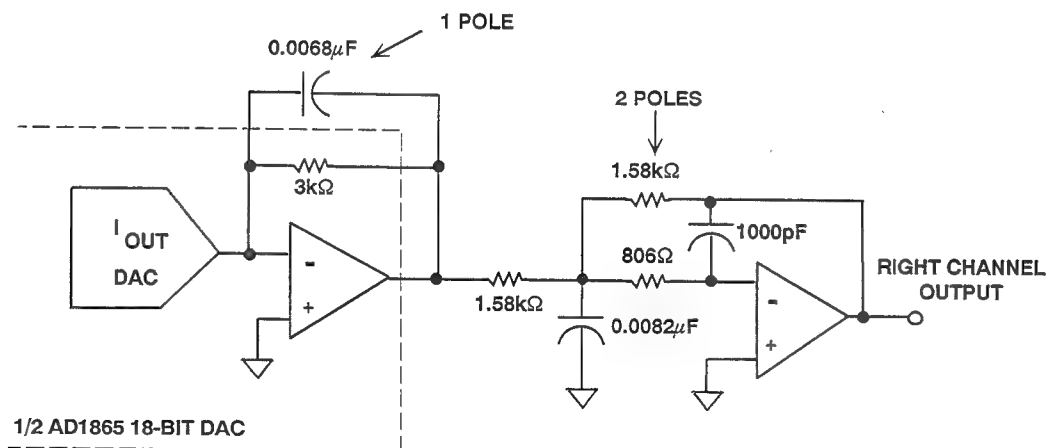 1 POLE
0.0068μF
2 POLES
1.58kΩ
3kΩ
1000pF
I OUT
DAC
-
+
806Ω
-
+
RIGHT CHANNEL
OUTPUT
1.58kΩ
0.0082μF
1/2 AD1865 18-BIT DAC